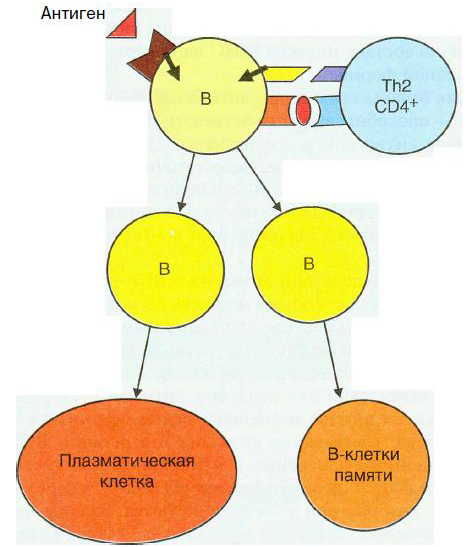 Антиген
В
Th2
CD4+
В
В
Плазматическая
клетка
В-клетки
памяти